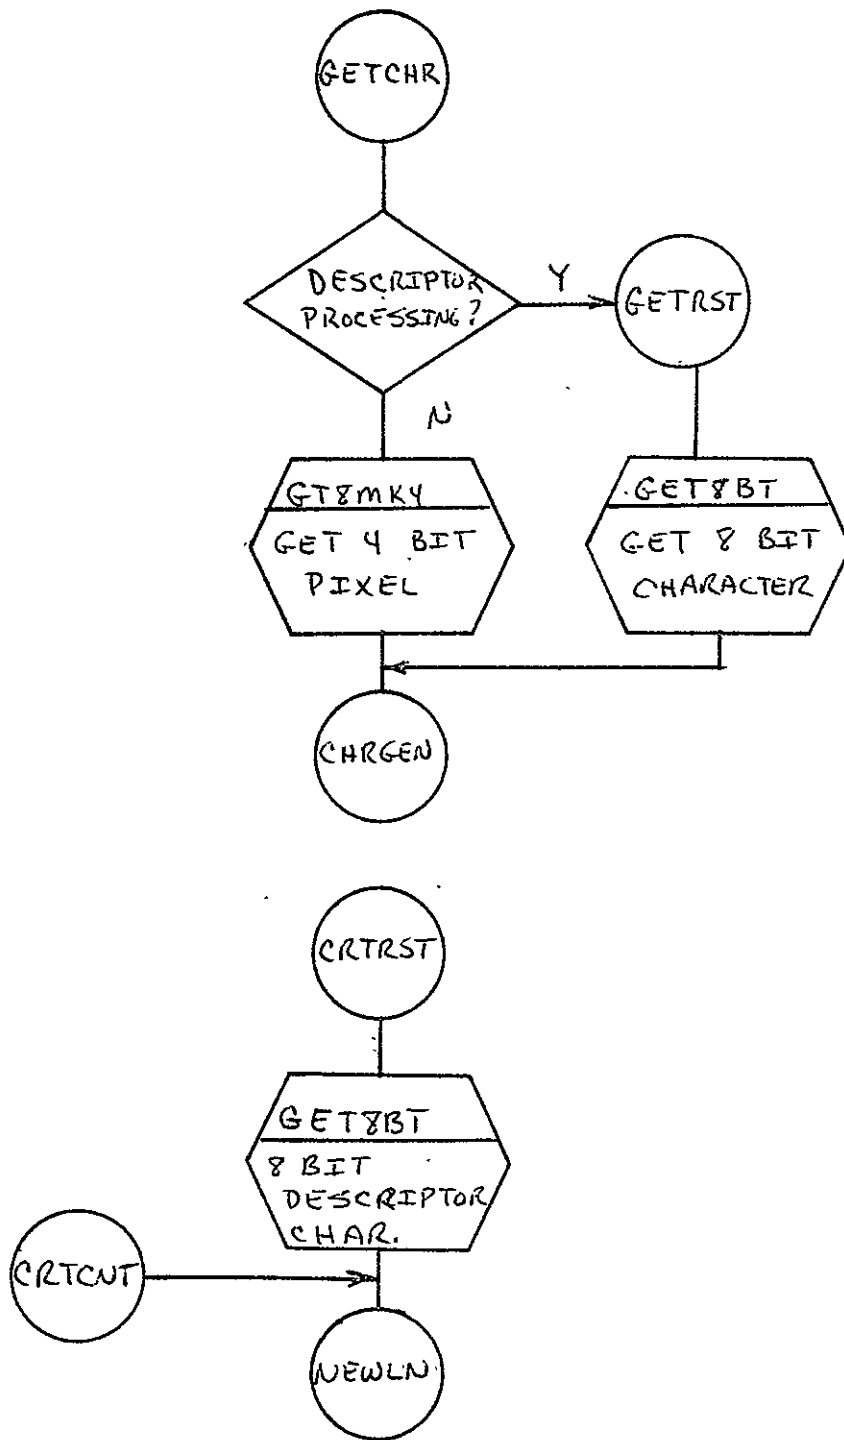 GETCHR
DESCRIPTOR
PROCESSING?
Y
GETRST
N
GT8MK4
GET 4 BIT
PIXEL
GET8BT
GET 8 BIT
CHARACTER
CHRGEN
CRTRST
GET8BT
8 BIT
DESCRIPTOR
CHAR.
CRTCNT
NEWLN